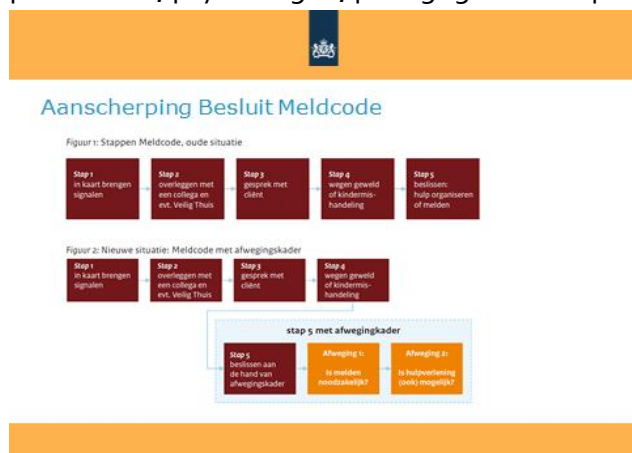 Aanscherping Besluit Meldcode
Figuur 1: Stappen Meldcode, oude situatie
Stap 1
in kaart brengen
signalen
Stap 2
overleggen met
een collega en
evt. Veilig Thuis
Stap 3
gesprek met
cliënt
Stap 4
wegen geweld
of kindermis-
handeling
Stap 5
beslissen:
hulp organiseren
of melden
Figuur 2: Nieuwe situatie: Meldcode met afwegingskader
Stap 1
in kaart brengen
signalen
Stap 2
overleggen met
een collega en
evt. Veilig Thuis
Stap 3
gesprek met
cliënt
Stap 4
wegen geweld
of kindermis-
handeling
stap 5 met afwegingkader
Stap 5
beslissen aan
de hand van
afwegingskader
Afweging 1:
Is melden
noodzakelijk?
Afweging 2:
Is hulpverlening
(ook) mogelijk?